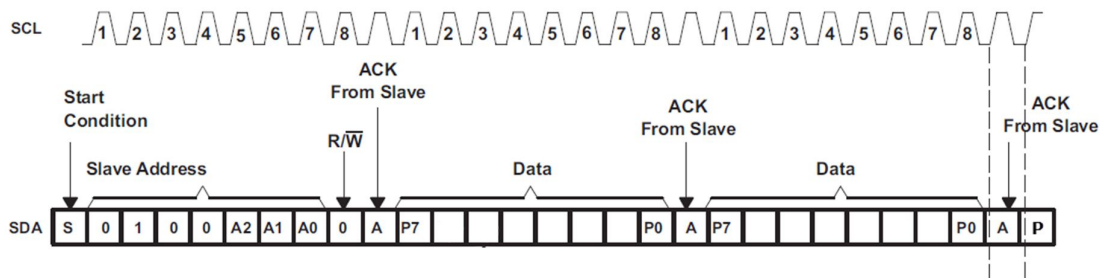 SCL 1 2 3 4 5 6 7 8 1 2 3 4 5 6 7 8 1 2 3 4 5 6 7 8
Start
Condition
ACK
From Slave
ACK
From Slave
ACK
From Slave
R/W̅
Slave Address
Data
Data
SDA S 0 1 0 0 A2 A1 A0 0 A P7 P0 A P7 P0 A P